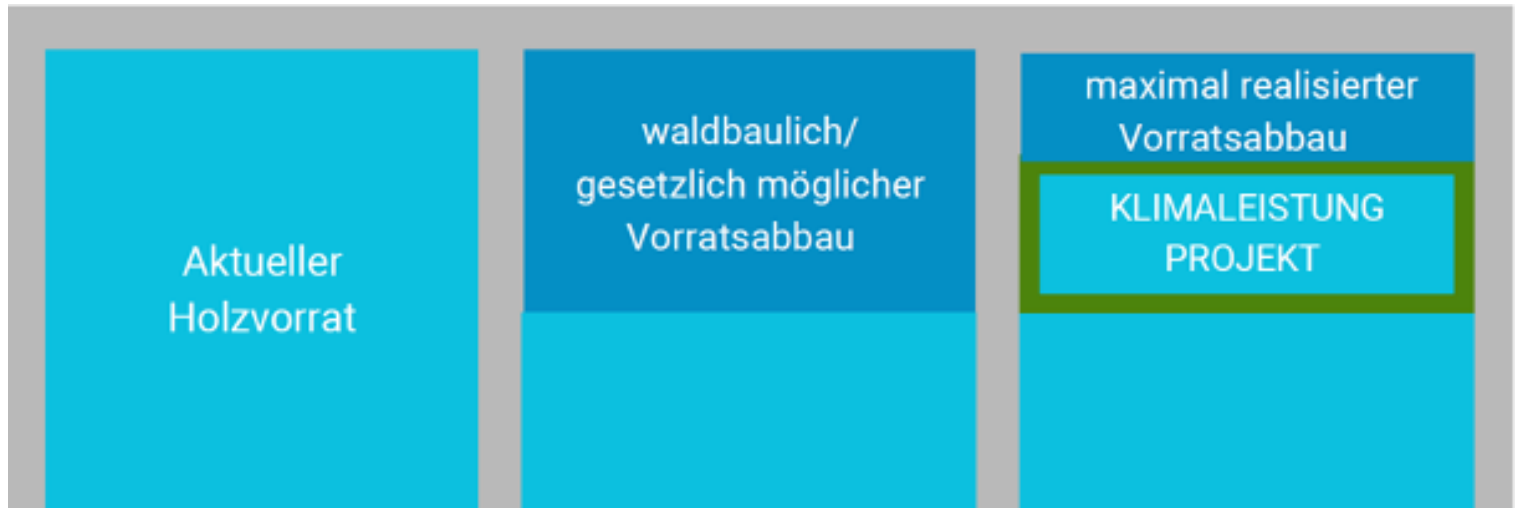 Aktueller
Holzvorrat
waldbaulich/
gesetzlich möglicher
Vorratsabbau
maximal realisierter
Vorratsabbau
KLIMALEISTUNG
PROJEKT